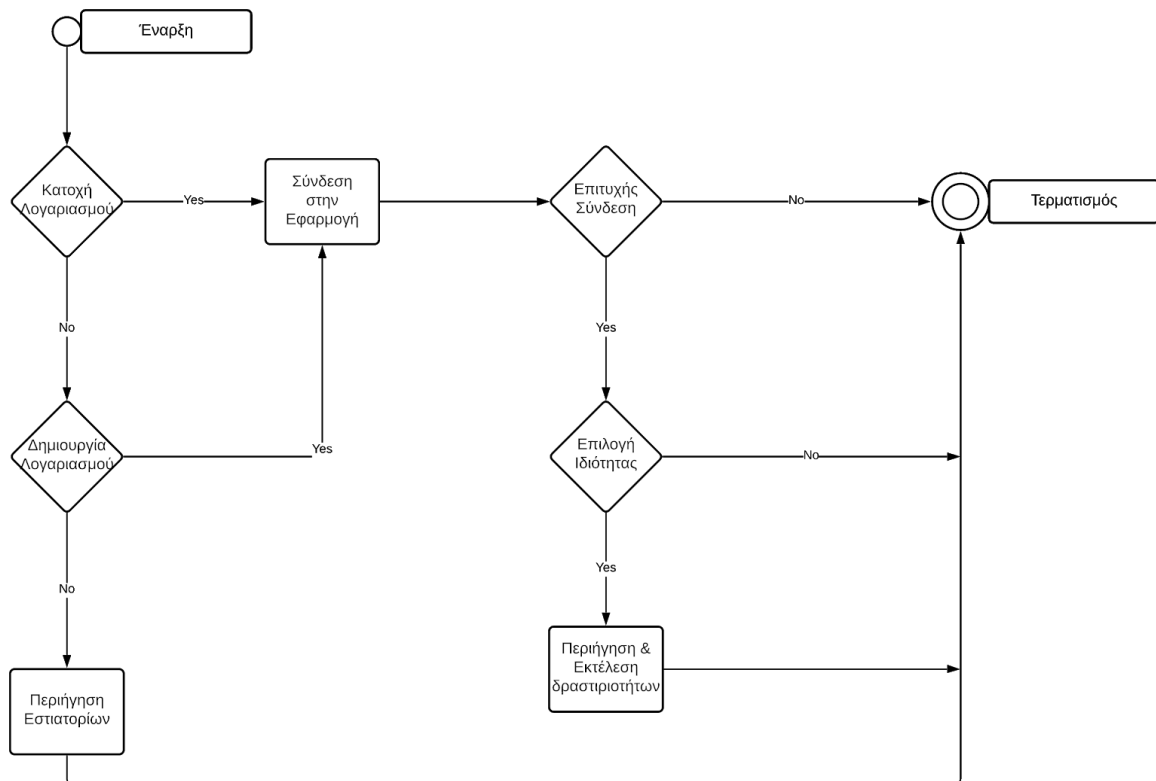 Έναρξη
Κατοχή
Λογαριασμού
Yes
Σύνδεση
στην
Εφαρμογή
Επιτυχής
Σύνδεση
No
Τερματισμός
No
Yes
Δημιουργία
Λογαριασμού
Yes
Επιλογή
Ιδιότητας
No
No
Yes
Περιήγηση &
Εκτέλεση
δραστιριοτήτων
Περιήγηση
Εστιατορίων